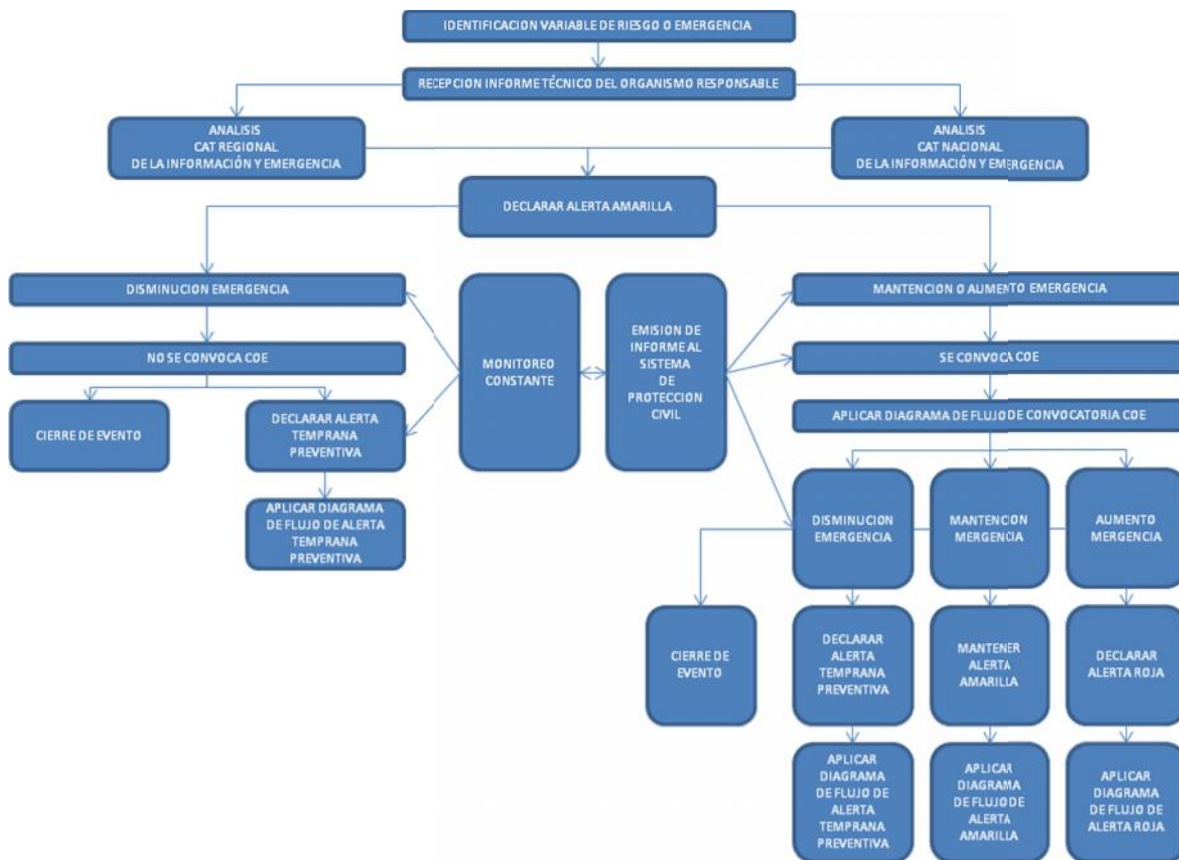 IDENTIFICACION VARIABLE DE RIESGO O EMERGENCIA
RECEPCION INFORME TÉCNICO DEL ORGANISMO RESPONSABLE
ANALISIS
CAT REGIONAL
DE LA INFORMACIÓN Y EMERGENCIA
ANALISIS
CAT NACIONAL
DE LA INFORMACIÓN Y EMERGENCIA
DECLARAR ALERTA AMARILLA
DISMINUCION EMERGENCIA
NO SE CONVOCA COE
CIERRE DE EVENTO
DECLARAR ALERTA
TEMPRANA
PREVENTIVA
APLICAR DIAGRAMA
DE FLUJO DE ALERTA
TEMPRANA
PREVENTIVA
MONITOREO
CONSTANTE
EMISION DE
INFORME AL
SISTEMA
DE
PROTECCION
CIVIL
MANTENCION O AUMENTO EMERGENCIA
SE CONVOCA COE
APLICAR DIAGRAMA DE FLUJO DE CONVOCATORIA COE
DISMINUCION
EMERGENCIA
MANTENCION
MERGENCIA
AUMENTO
MERGENCIA
CIERRE DE
EVENTO
DECLARAR
ALERTA
TEMPRANA
PREVENTIVA
MANTENER
ALERTA
AMARILLA
DECLARAR
ALERTA ROJA
APLICAR
DIAGRAMA
DE FLUJO DE
ALERTA
TEMPRANA
PREVENTIVA
APLICAR
DIAGRAMA
DE FLUJO DE
ALERTA
AMARILLA
APLICAR
DIAGRAMA
DE FLUJO DE
ALERTA ROJA